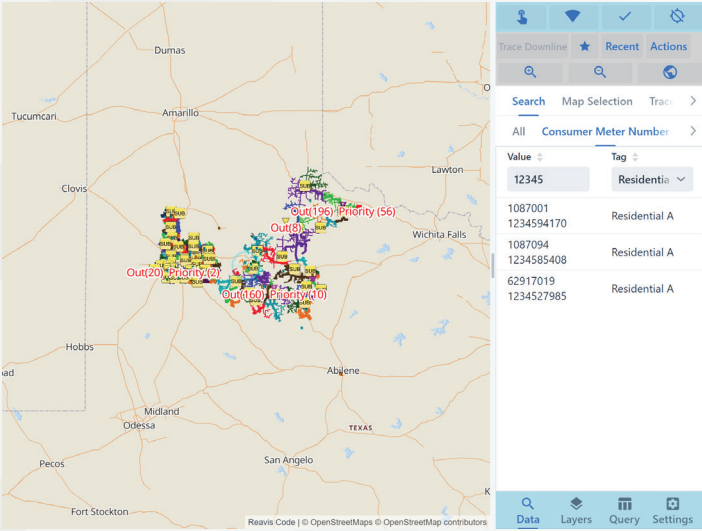 Dumas
Tucumcari
Amarillo
Clovis
Lawton
Wichita Falls
Out(196) Priority (56)
Out(8)
Out(20) Priority (2)
Out(160) Priority (10)
SUB
Hobbs
Abilene
Midland
Odessa
TEXAS
San Angelo
Pecos
Fort Stockton
Reavis Code | © OpenStreetMaps © OpenStreetMap contributors
Trace Downline
Recent
Actions
Search
Map Selection
Trac
All
Consumer Meter Number
Value
Tag
12345
Residentia
1087001
1234594170
Residential A
1087094
1234585408
Residential A
62917019
1234527985
Residential A
Data
Layers
Query
Settings